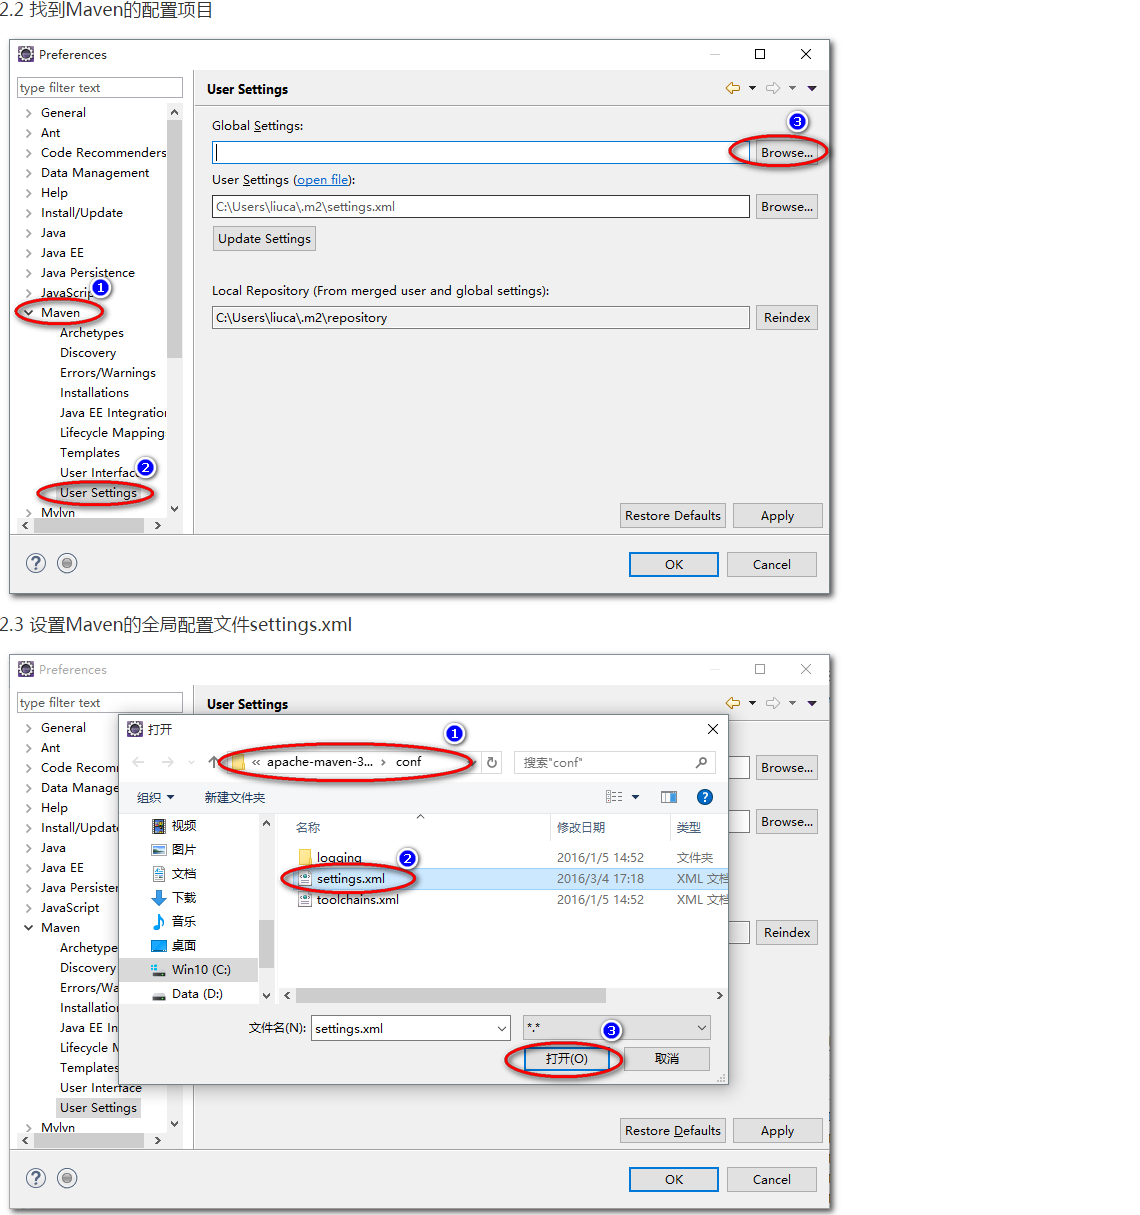 2.2 找到Maven的配置项目
Preferences
type filter text
User Settings
General
Ant
Code Recommenders
Data Management
Help
Install/Update
Java
Java EE
Java Persistence
JavaScrip
1
Maven
Archetypes
Discovery
Errors/Warnings
Installations
Java EE Integration
Lifecycle Mapping
Templates
User Interfac
2
User Settings
Mylyn
Global Settings:
3
Browse...
User Settings (open file):
C:\Users\liuca\.m2\settings.xml
Browse...
Update Settings
Local Repository (From merged user and global settings):
C:\Users\liuca\.m2\repository
Reindex
Restore Defaults
Apply
?
OK
Cancel
2.3 设置Maven的全局配置文件settings.xml
Preferences
type filter text
User Settings
General
Ant
Code Recom
Data Manage
Help
Install/Updat
Java
Java EE
Java Persister
JavaScript
Maven
Archetype
Discovery
Errors/Wa
Installation
Java EE In
Lifecycle M
Templates
User Interface
User Settings
Mylyn
Browse...
Browse...
Reindex
打开
1
« apache-maven-3... › conf
搜索"conf"
组织
新建文件夹
?
视频
图片
文档
下载
音乐
桌面
Win10 (C:)
Data (D:)
名称 修改日期 类型
logging 2016/1/5 14:52 文件夹
2
settings.xml 2016/3/4 17:18 XML 文档
toolchains.xml 2016/1/5 14:52 XML 文档
文件名(N): settings.xml *.*
3
打开(O) 取消
Restore Defaults
Apply
?
OK
Cancel